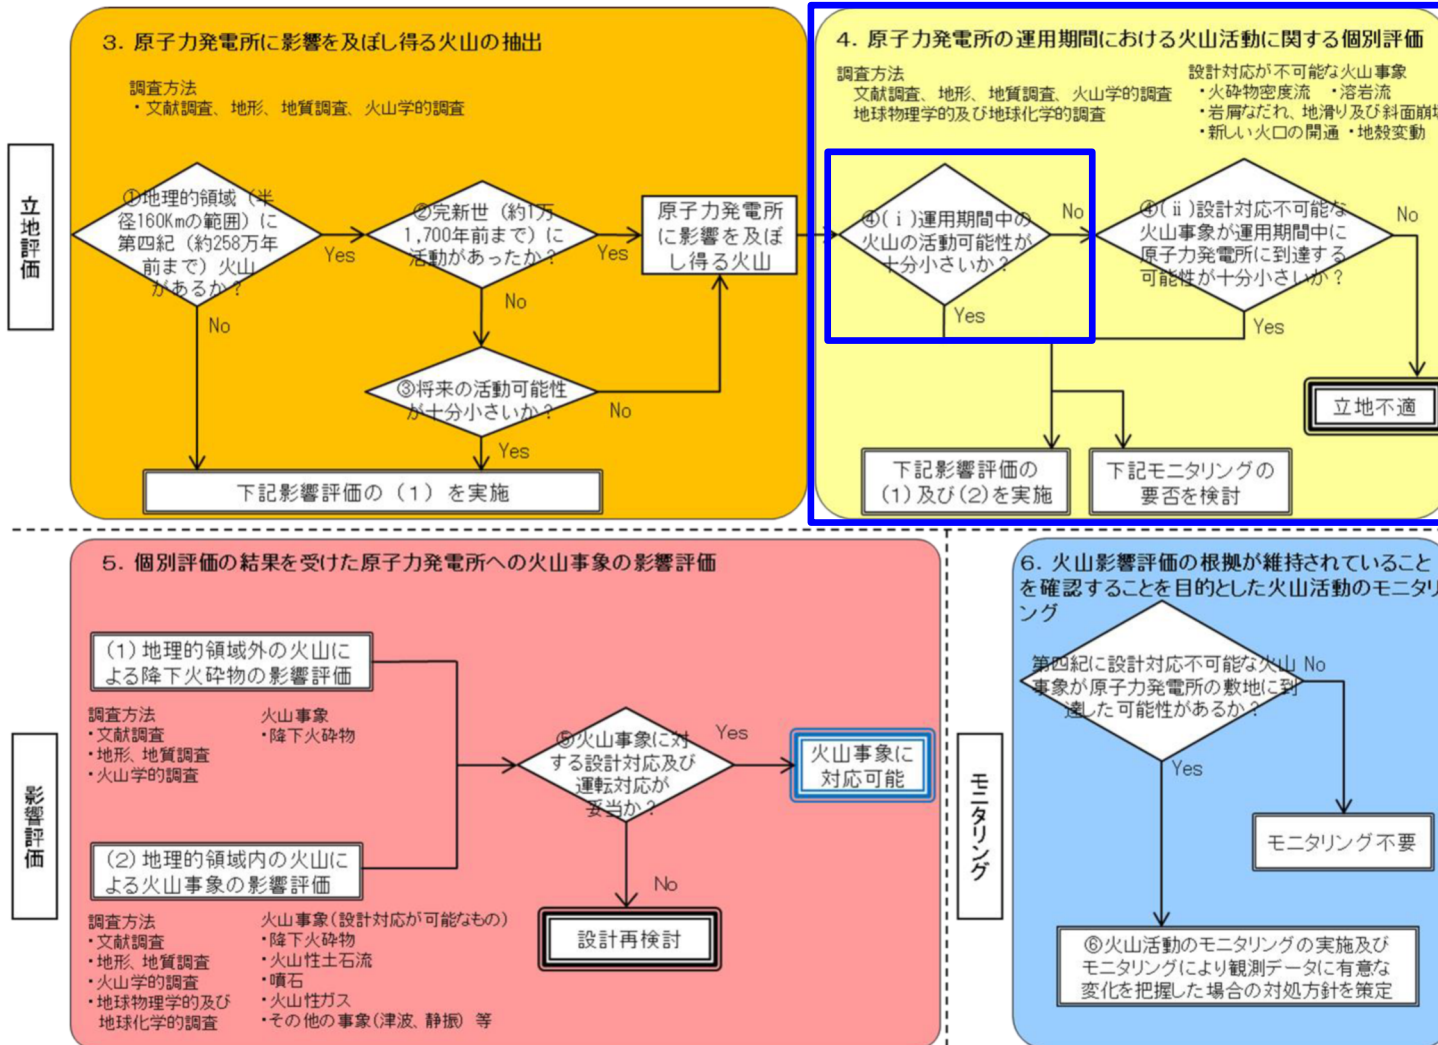 立地評価
3. 原子力発電所に影響を及ぼし得る火山の抽出
調査方法
・文献調査、地形、地質調査、火山学的調査
①地理的領域（半
径160Kmの範囲）に
第四紀（約258万年
前まで）火山
があるか？
Yes
No
②完新世（約1万
1,700年前まで）に
活動があったか？
Yes
No
③将来の活動可能性
が十分小さいか？
No
Yes
原子力発電所
に影響を及ぼ
し得る火山
下記影響評価の（1）を実施
4. 原子力発電所の運用期間における火山活動に関する個別評価
調査方法
文献調査、地形、地質調査、火山学的調査
地球物理学的及び地球化学的調査
設計対応が不可能な火山事象
・火砕物密度流 ・溶岩流
・岩屑なだれ、地滑り及び斜面崩壊
・新しい火口の開通 ・地殻変動
④(ⅰ)運用期間中の
火山の活動可能性が
十分小さいか？
No
Yes
④(ⅱ)設計対応不可能な
火山事象が運用期間中に
原子力発電所に到達する
可能性が十分小さいか？
No
Yes
立地不適
下記影響評価の
(1)及び(2)を実施
下記モニタリングの
要否を検討
影響評価
5. 個別評価の結果を受けた原子力発電所への火山事象の影響評価
(1)地理的領域外の火山に
よる降下火砕物の影響評価
調査方法
・文献調査
・地形、地質調査
・火山学的調査
火山事象
・降下火砕物
(2)地理的領域内の火山に
よる火山事象の影響評価
調査方法
・文献調査
・地形、地質調査
・火山学的調査
・地球物理学的及び
地球化学的調査
火山事象(設計対応が可能なもの)
・降下火砕物
・火山性土石流
・噴石
・火山性ガス
・その他の事象(津波、静振) 等
⑤火山事象に対
する設計対応及び
運転対応が
妥当か？
Yes
No
火山事象に
対応可能
設計再検討
モニタリング
6. 火山影響評価の根拠が維持されていること
を確認することを目的とした火山活動のモニタリ
ング
第四紀に設計対応不可能な火山
事象が原子力発電所の敷地に到
達した可能性があるか？
No
Yes
モニタリング不要
⑥火山活動のモニタリングの実施及び
モニタリングにより観測データに有意な
変化を把握した場合の対処方針を策定